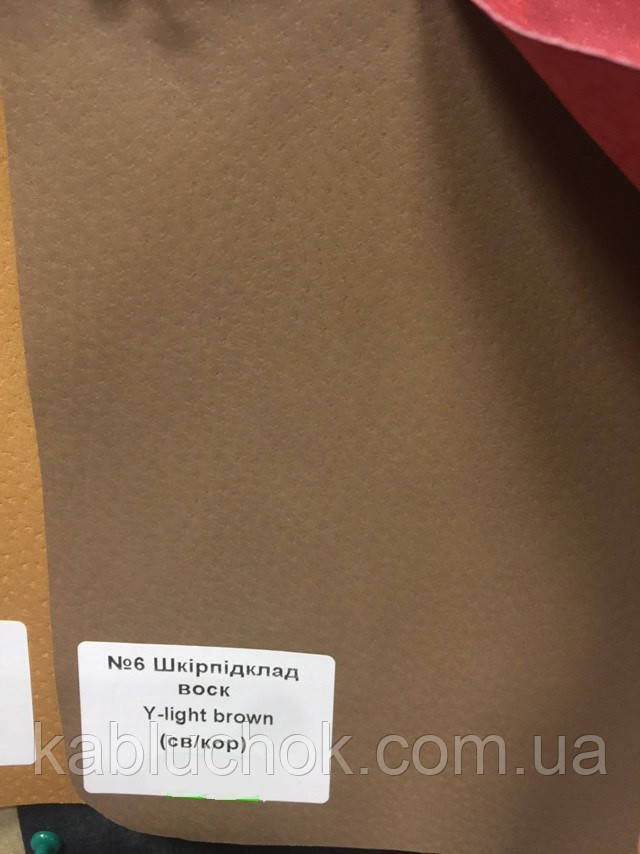 №6 Шкірпідклад
воск
Y-light brown
(св/кор)
kabluchok.com.ua